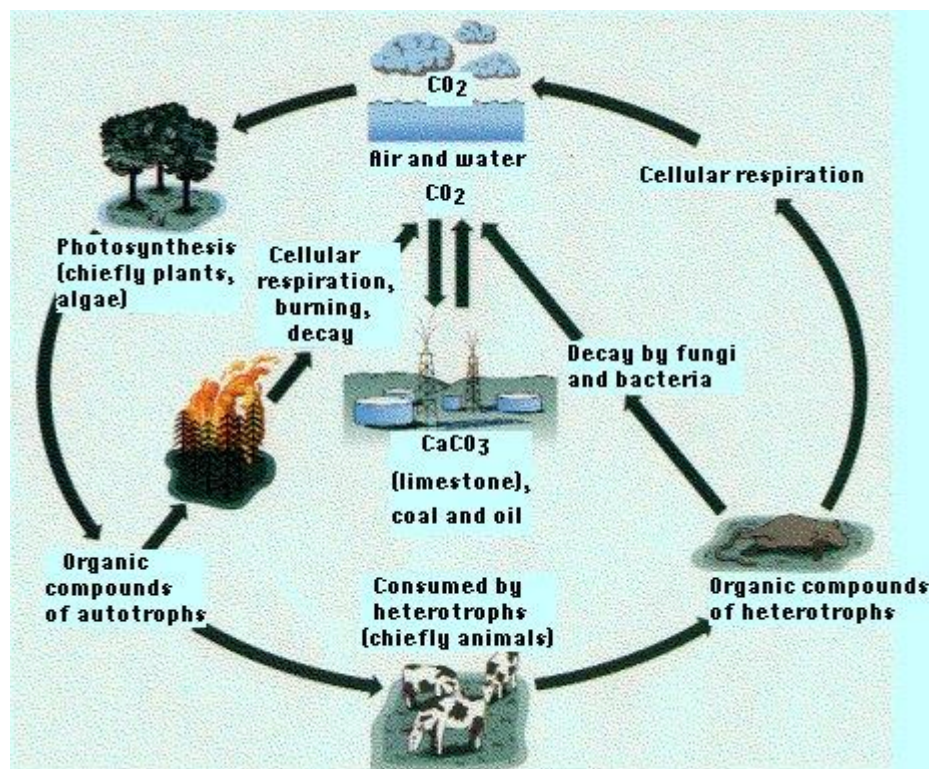 CO2
Air and water
CO2
Cellular respiration
Photosynthesis
(chiefly plants,
algae)
Cellular
respiration,
burning,
decay
Decay by fungi
and bacteria
CaCO3
(limestone),
coal and oil
Organic
compounds
of autotrophs
Consumed by
heterotrophs
(chiefly animals)
Organic compounds
of heterotrophs